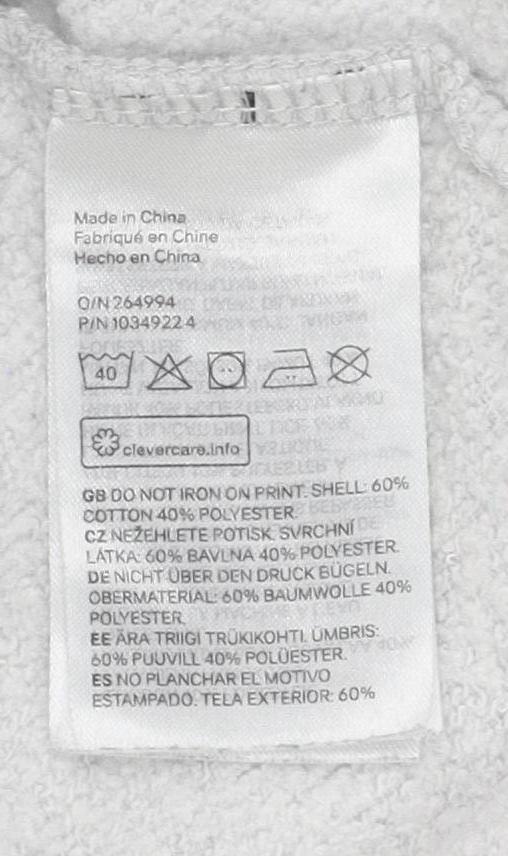 Made in China
Fabriqué en Chine
Hecho en China
O/N 264994
P/N 10349224
40
clevercare.info
GB DO NOT IRON ON PRINT. SHELL: 60%
COTTON 40% POLYESTER.
CZ NEŽEHLETE POTISK. SVRCHNÍ
LÁTKA: 60% BAVLNA 40% POLYESTER.
DE NICHT ÜBER DEN DRUCK BÜGELN.
OBERMATERIAL: 60% BAUMWOLLE 40%
POLYESTER.
EE ÄRA TRIIGI TRÜKIKOHTI. ÜMBRIS:
60% PUUVILL 40% POLÜESTER.
ES NO PLANCHAR EL MOTIVO
ESTAMPADO. TELA EXTERIOR: 60%